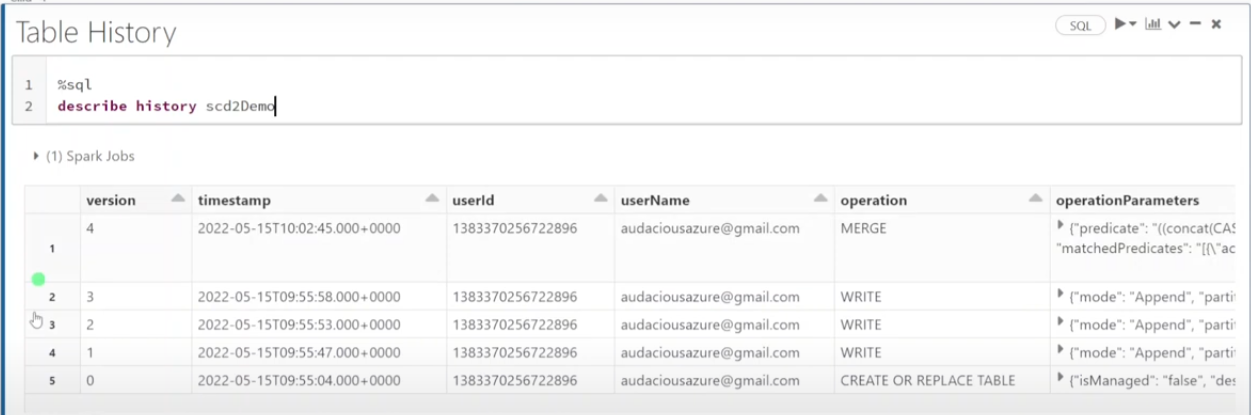 Table History
SQL
1 %sql
2 describe history scd2Demo
(1) Spark Jobs
version timestamp userId userName operation operationParameters
1 4 2022-05-15T10:02:45.000+0000 1383370256722896 audaciousazure@gmail.com MERGE {"predicate": "((concat(CAS
"matchedPredicates": "[{\"ac
2 3 2022-05-15T09:55:58.000+0000 1383370256722896 audaciousazure@gmail.com WRITE {"mode": "Append", "parti
3 2 2022-05-15T09:55:53.000+0000 1383370256722896 audaciousazure@gmail.com WRITE {"mode": "Append", "parti
4 1 2022-05-15T09:55:47.000+0000 1383370256722896 audaciousazure@gmail.com WRITE {"mode": "Append", "parti
5 0 2022-05-15T09:55:04.000+0000 1383370256722896 audaciousazure@gmail.com CREATE OR REPLACE TABLE {"isManaged": "false", "des